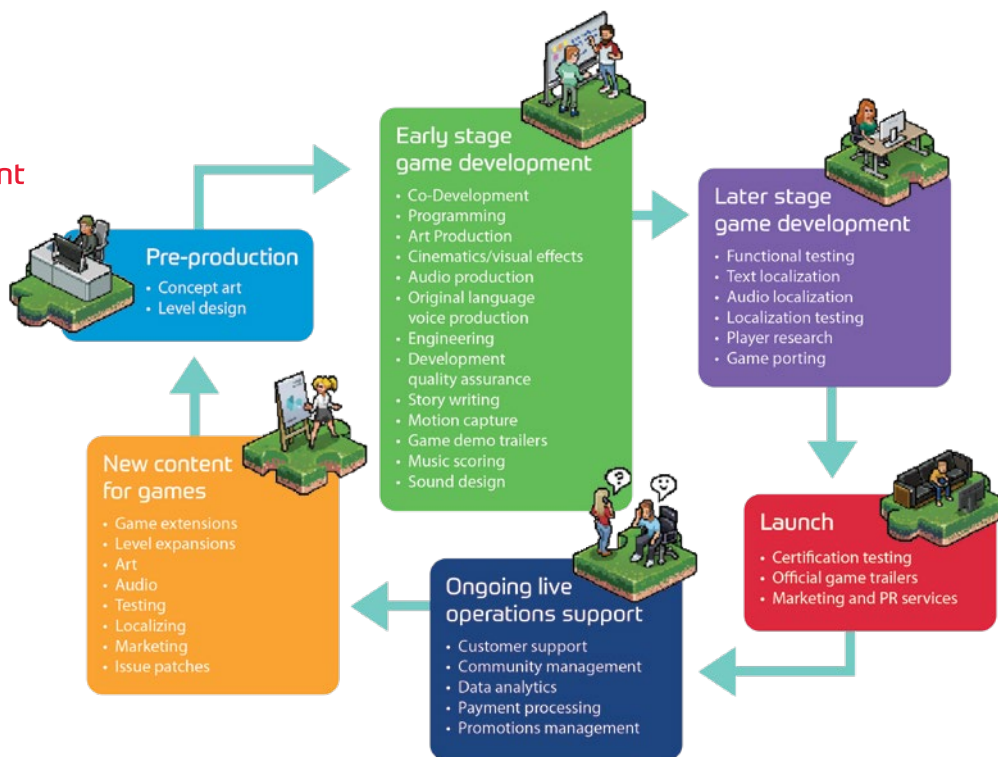 nt
Pre-production
• Concept art
• Level design
Early stage
game development
• Co-Development
• Programming
• Art Production
• Cinematics/visual effects
• Audio production
• Original language
voice production
• Engineering
• Development
quality assurance
• Story writing
• Motion capture
• Game demo trailers
• Music scoring
• Sound design
Later stage
game development
• Functional testing
• Text localization
• Audio localization
• Localization testing
• Player research
• Game porting
Launch
• Certification testing
• Official game trailers
• Marketing and PR services
?
Ongoing live
operations support
• Customer support
• Community management
• Data analytics
• Payment processing
• Promotions management
New content
for games
• Game extensions
• Level expansions
• Art
• Audio
• Testing
• Localizing
• Marketing
• Issue patches